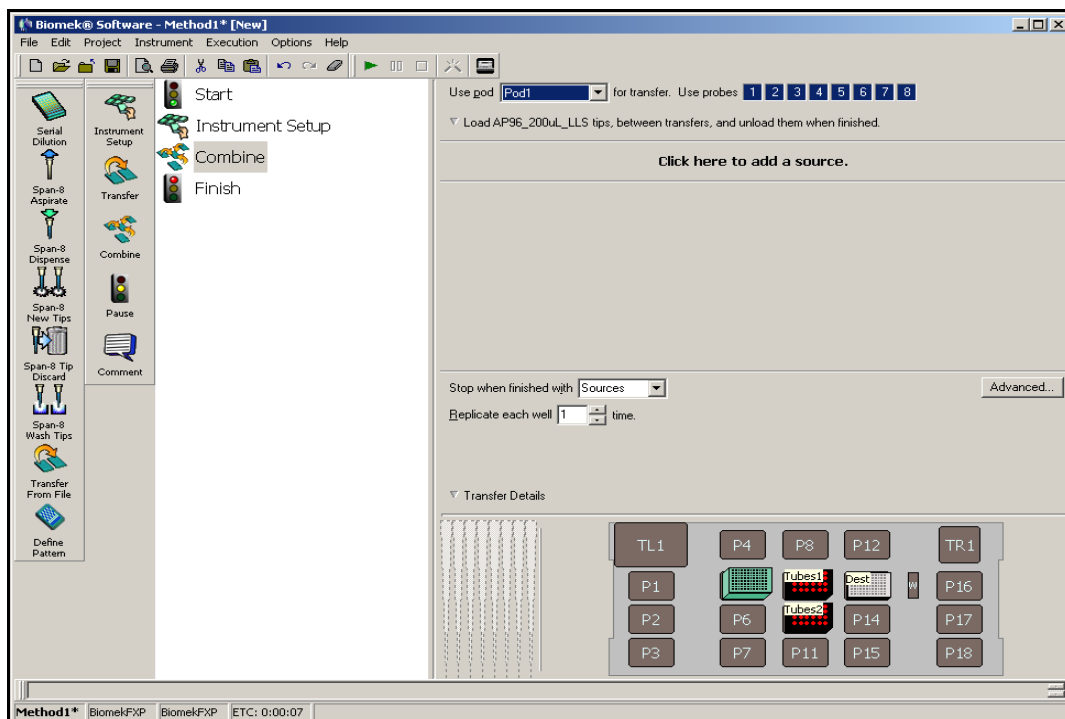 Biomek® Software - Method1* [New]
File Edit Project Instrument Execution Options Help
Serial Dilution
Span-8 Aspirate
Span-8 Dispense
Span-8 New Tips
Span-8 Tip Discard
Span-8 Wash Tips
Transfer From File
Define Pattern
Instrument Setup
Transfer
Combine
Pause
Comment
Start
Instrument Setup
Combine
Finish
Use pod Pod1 for transfer. Use probes 1 2 3 4 5 6 7 8
Load AP96_200uL_LLS tips, between transfers, and unload them when finished.
Click here to add a source.
Stop when finished with Sources Advanced...
Replicate each well 1 time.
Transfer Details
TL1 P4 P8 P12 TR1
P1 Tubes1 Dest W P16
P2 P6 Tubes2 P14 P17
P3 P7 P11 P15 P18
Method1* BiomekFXP BiomekFXP ETC: 0:00:07